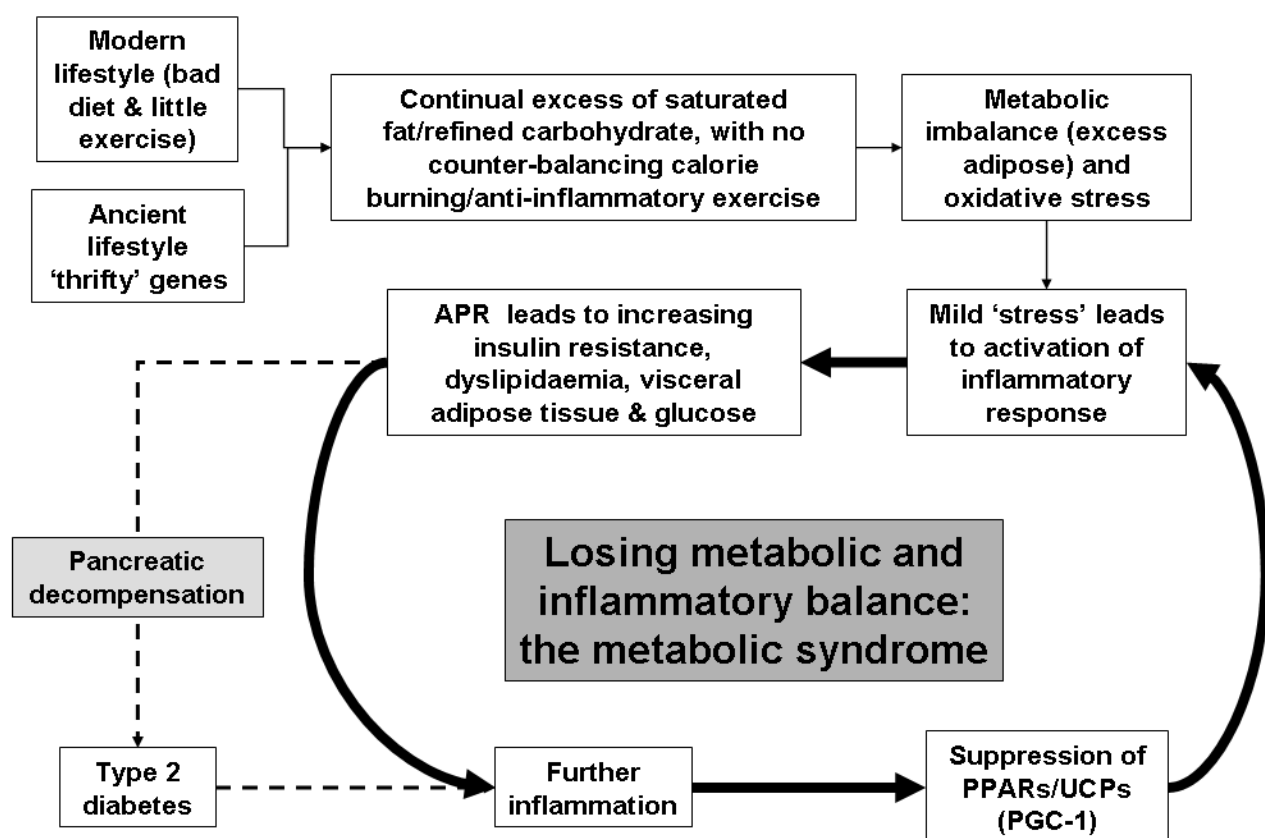 Modern
lifestyle (bad
diet & little
exercise)
Ancient
lifestyle
‘thrifty’ genes
Continual excess of saturated
fat/refined carbohydrate, with no
counter-balancing calorie
burning/anti-inflammatory exercise
Metabolic
imbalance (excess
adipose) and
oxidative stress
Mild ‘stress’ leads
to activation of
inflammatory
response
APR leads to increasing
insulin resistance,
dyslipidaemia, visceral
adipose tissue & glucose
Pancreatic
decompensation
Losing metabolic and
inflammatory balance:
the metabolic syndrome
Type 2
diabetes
Further
inflammation
Suppression of
PPARs/UCPs
(PGC-1)